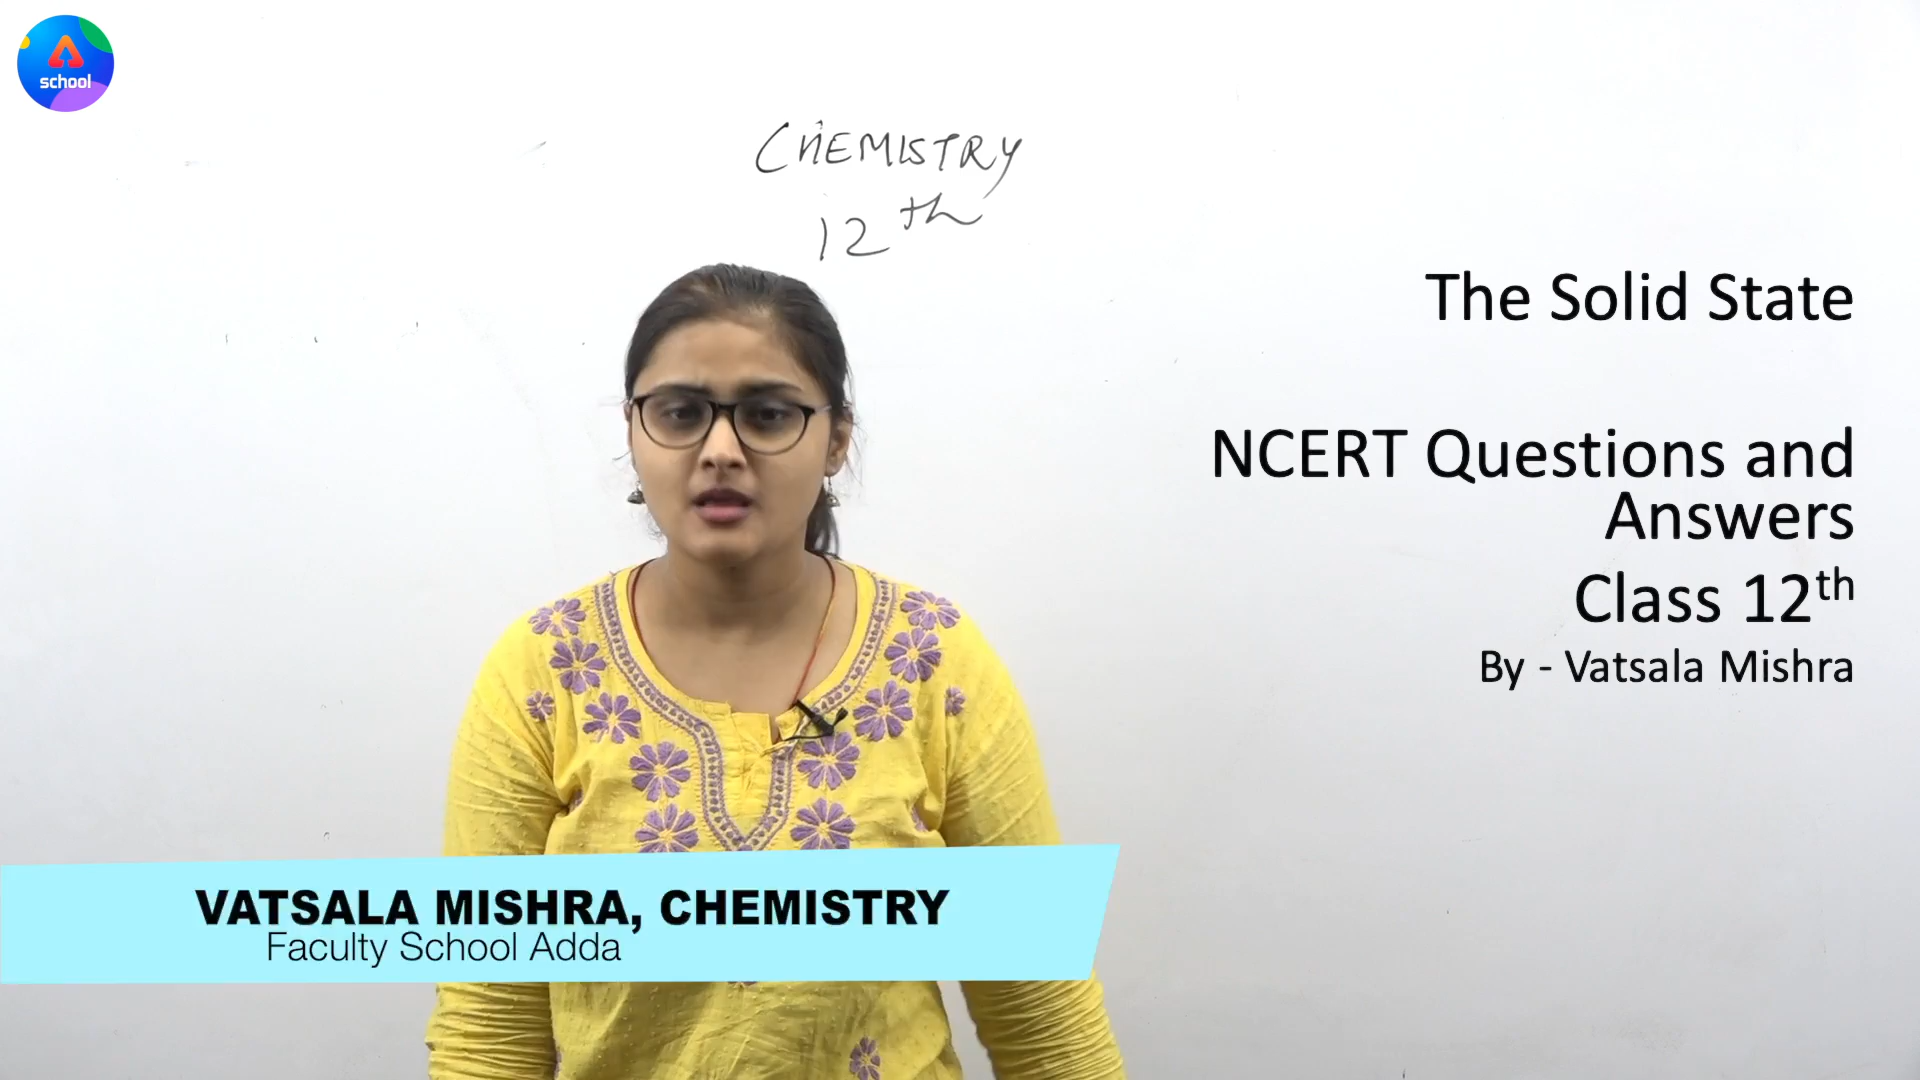 school
CHEMISTRY
12th
The Solid State
NCERT Questions and
Answers
Class 12th
By - Vatsala Mishra
VATSALA MISHRA, CHEMISTRY
Faculty School Adda